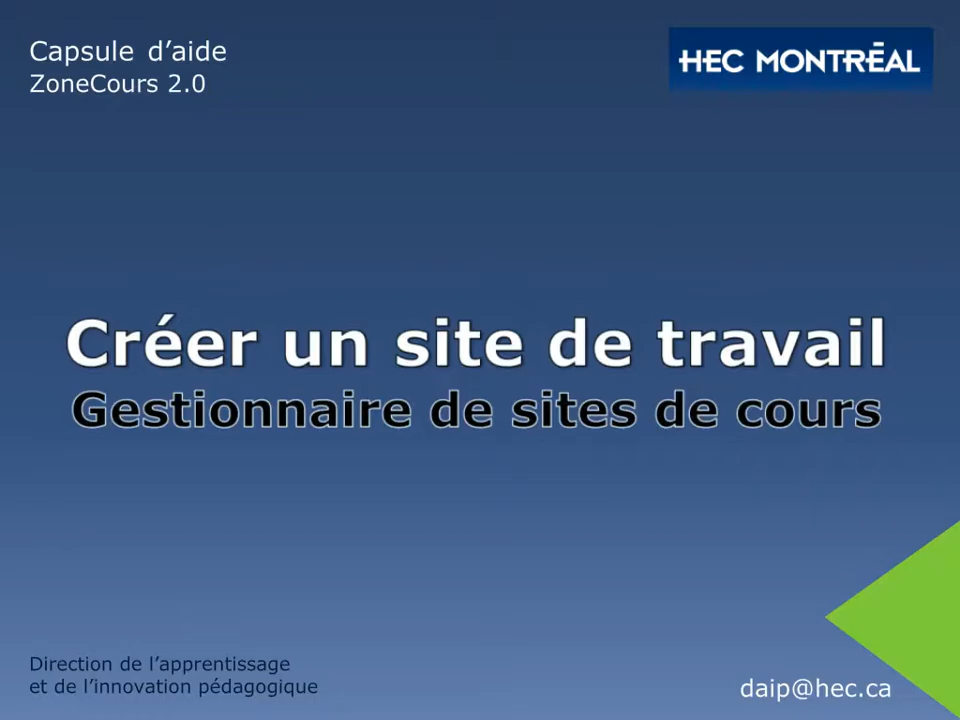 Capsule d’aide
ZoneCours 2.0
HEC MONTRÉAL
Créer un site de travail
Gestionnaire de sites de cours
Direction de l’apprentissage
et de l’innovation pédagogique
daip@hec.ca